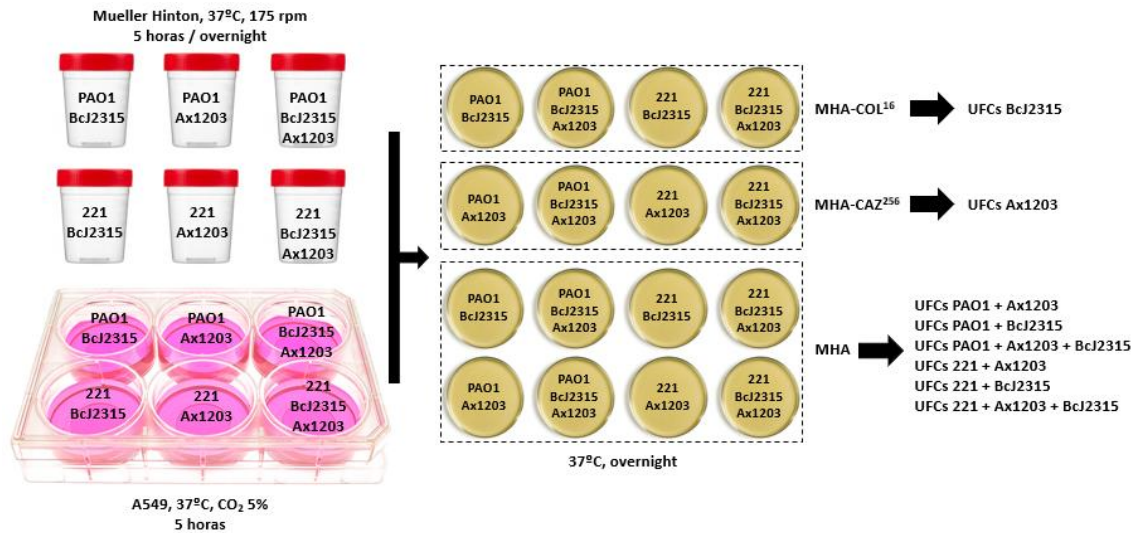 Mueller Hinton, 37ºC, 175 rpm
5 horas / overnight
PAO1
BcJ2315
PAO1
Ax1203
PAO1
BcJ2315
Ax1203
221
BcJ2315
221
Ax1203
221
BcJ2315
Ax1203
PAO1
BcJ2315
PAO1
Ax1203
PAO1
BcJ2315
Ax1203
221
BcJ2315
221
Ax1203
221
BcJ2315
Ax1203
A549, 37ºC, CO₂ 5%
5 horas
PAO1
BcJ2315
PAO1
BcJ2315
Ax1203
221
BcJ2315
221
BcJ2315
Ax1203
MHA-COL¹⁶
UFCs BcJ2315
PAO1
Ax1203
PAO1
BcJ2315
Ax1203
221
Ax1203
221
BcJ2315
Ax1203
MHA-CAZ²⁵⁶
UFCs Ax1203
PAO1
BcJ2315
PAO1
BcJ2315
Ax1203
221
BcJ2315
221
BcJ2315
Ax1203
PAO1
Ax1203
PAO1
BcJ2315
Ax1203
221
Ax1203
221
BcJ2315
Ax1203
MHA
UFCs PAO1 + Ax1203
UFCs PAO1 + BcJ2315
UFCs PAO1 + Ax1203 + BcJ2315
UFCs 221 + Ax1203
UFCs 221 + BcJ2315
UFCs 221 + Ax1203 + BcJ2315
37ºC, overnight